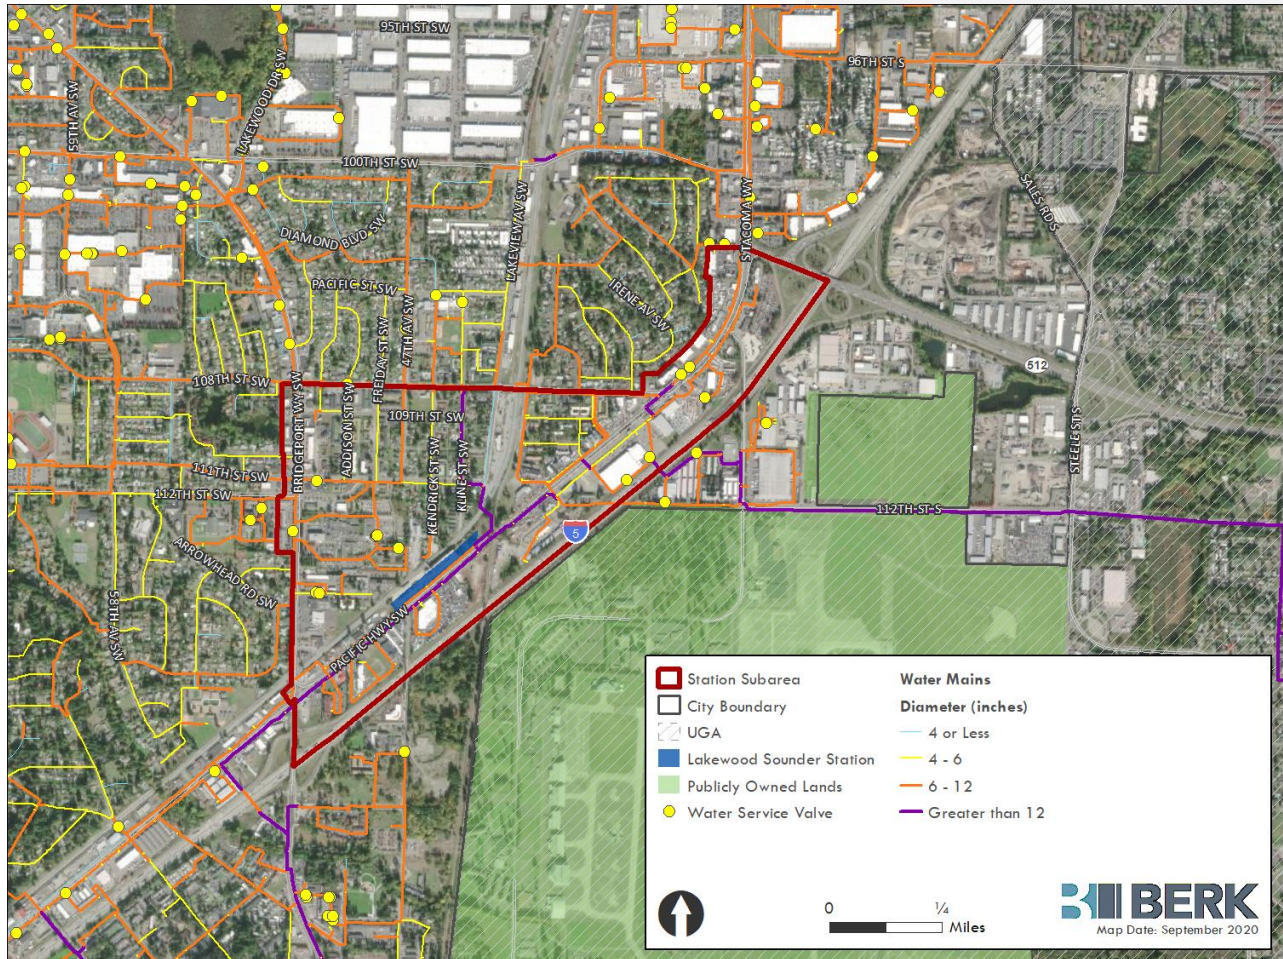 95TH ST SW
96TH ST S
59TH AV SW
LAKEWOOD DR SW
100TH ST SW
LAKEVIEW AV SW
S TACOMA WY
SALES RD S
DIAMOND BLVD SW
PACIFIC ST SW
IRENE AV SW
47TH AV SW
FREIDAY ST SW
512
108TH ST SW
BRIDGEPORT WY SW
ADDISON ST SW
109TH ST SW
KENDRICK ST SW
KLINE ST SW
STEELE ST S
111TH ST SW
112TH ST SW
112TH ST S
5
ARROWHEAD RD SW
58TH AV SW
PACIFIC HWY SW
Station Subarea
City Boundary
UGA
Lakewood Sounder Station
Publicly Owned Lands
Water Service Valve
Water Mains
Diameter (inches)
4 or Less
4 - 6
6 - 12
Greater than 12
0 ¼
Miles
BERK
Map Date: September 2020